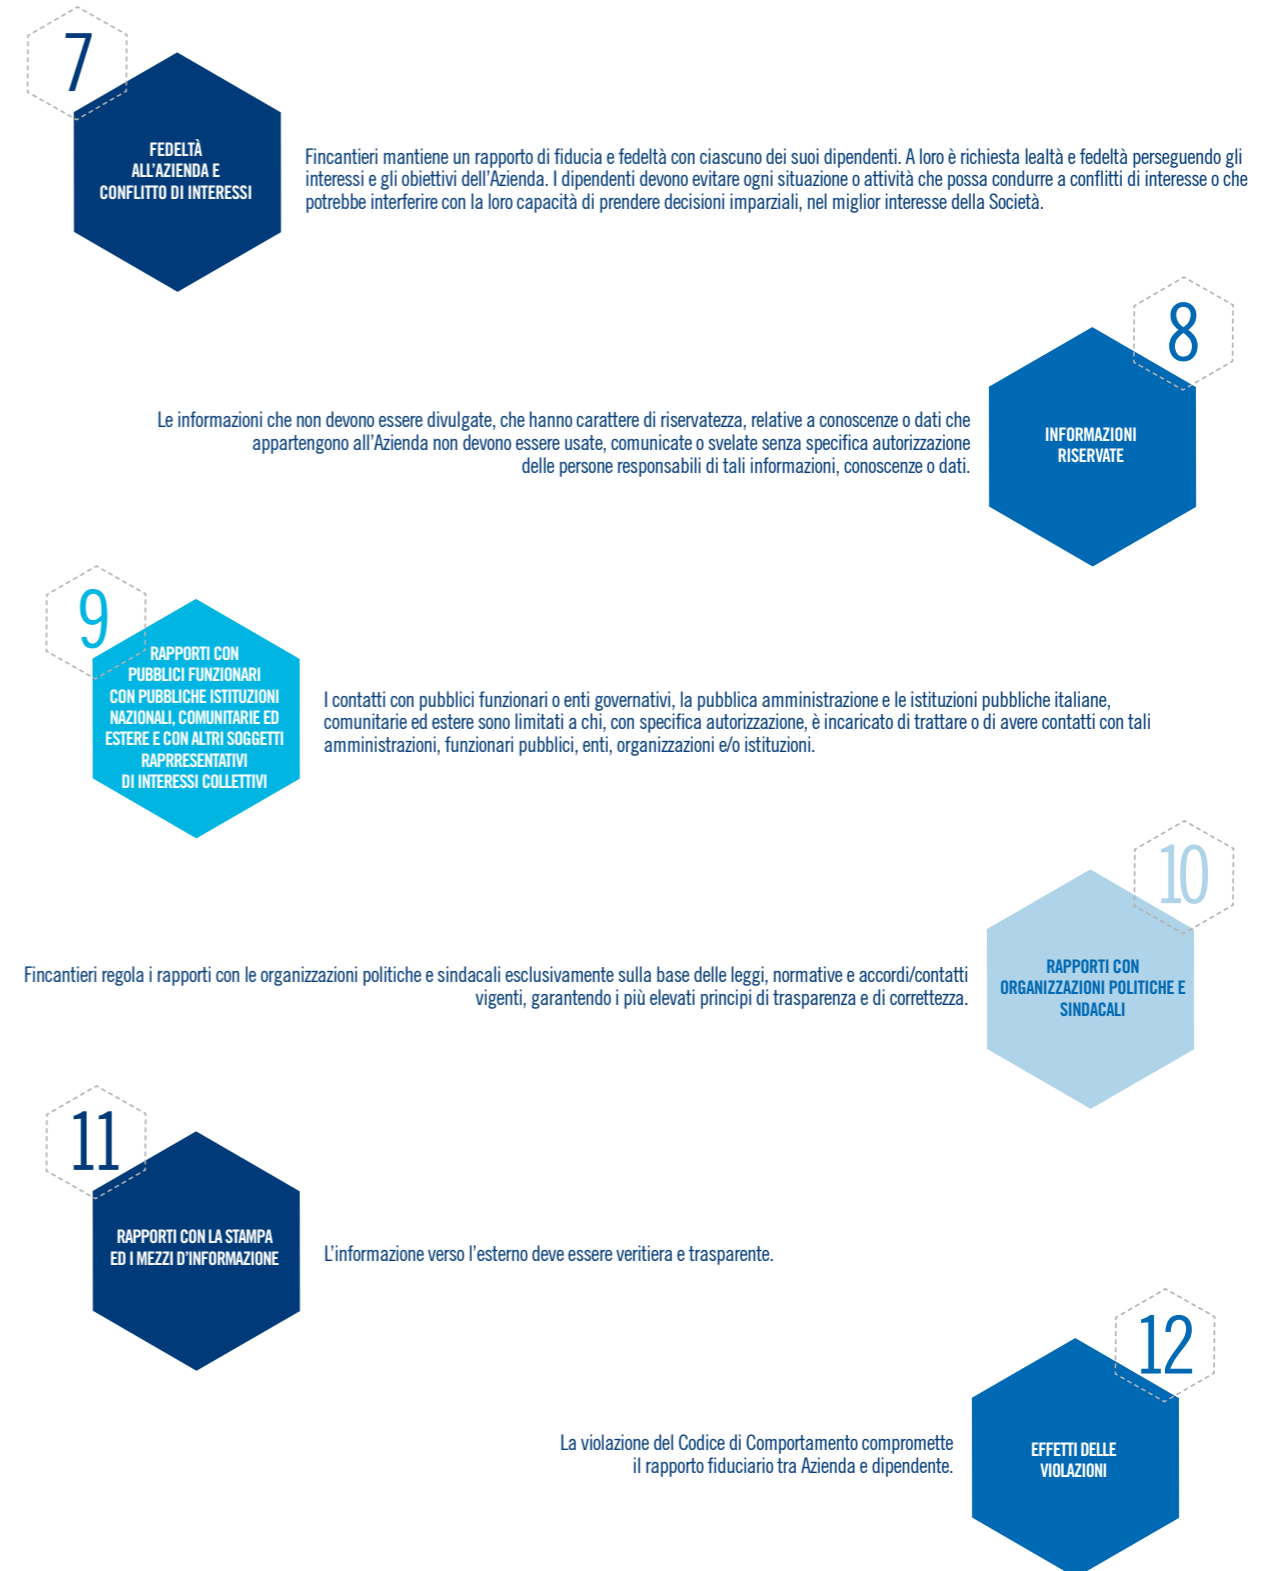 7
FEDELTÀ
ALL’AZIENDA E
CONFLITTO DI INTERESSI
Fincantieri mantiene un rapporto di fiducia e fedeltà con ciascuno dei suoi dipendenti. A loro è richiesta lealtà e fedeltà perseguendo gli
interessi e gli obiettivi dell’Azienda. I dipendenti devono evitare ogni situazione o attività che possa condurre a conflitti di interesse o che
potrebbe interferire con la loro capacità di prendere decisioni imparziali, nel miglior interesse della Società.
8
INFORMAZIONI
RISERVATE
Le informazioni che non devono essere divulgate, che hanno carattere di riservatezza, relative a conoscenze o dati che
appartengono all’Azienda non devono essere usate, comunicate o svelate senza specifica autorizzazione
delle persone responsabili di tali informazioni, conoscenze o dati.
9
RAPPORTI CON
PUBBLICI FUNZIONARI
CON PUBBLICHE ISTITUZIONI
NAZIONALI, COMUNITARIE ED
ESTERE E CON ALTRI SOGGETTI
RAPRRESENTATIVI
DI INTERESSI COLLETTIVI
I contatti con pubblici funzionari o enti governativi, la pubblica amministrazione e le istituzioni pubbliche italiane,
comunitarie ed estere sono limitati a chi, con specifica autorizzazione, è incaricato di trattare o di avere contatti con tali
amministrazioni, funzionari pubblici, enti, organizzazioni e/o istituzioni.
10
RAPPORTI CON
ORGANIZZAZIONI POLITICHE E
SINDACALI
Fincantieri regola i rapporti con le organizzazioni politiche e sindacali esclusivamente sulla base delle leggi, normative e accordi/contatti
vigenti, garantendo i più elevati principi di trasparenza e di correttezza.
11
RAPPORTI CON LA STAMPA
ED I MEZZI D’INFORMAZIONE
L’informazione verso l’esterno deve essere veritiera e trasparente.
12
EFFETTI DELLE
VIOLAZIONI
La violazione del Codice di Comportamento compromette
il rapporto fiduciario tra Azienda e dipendente.